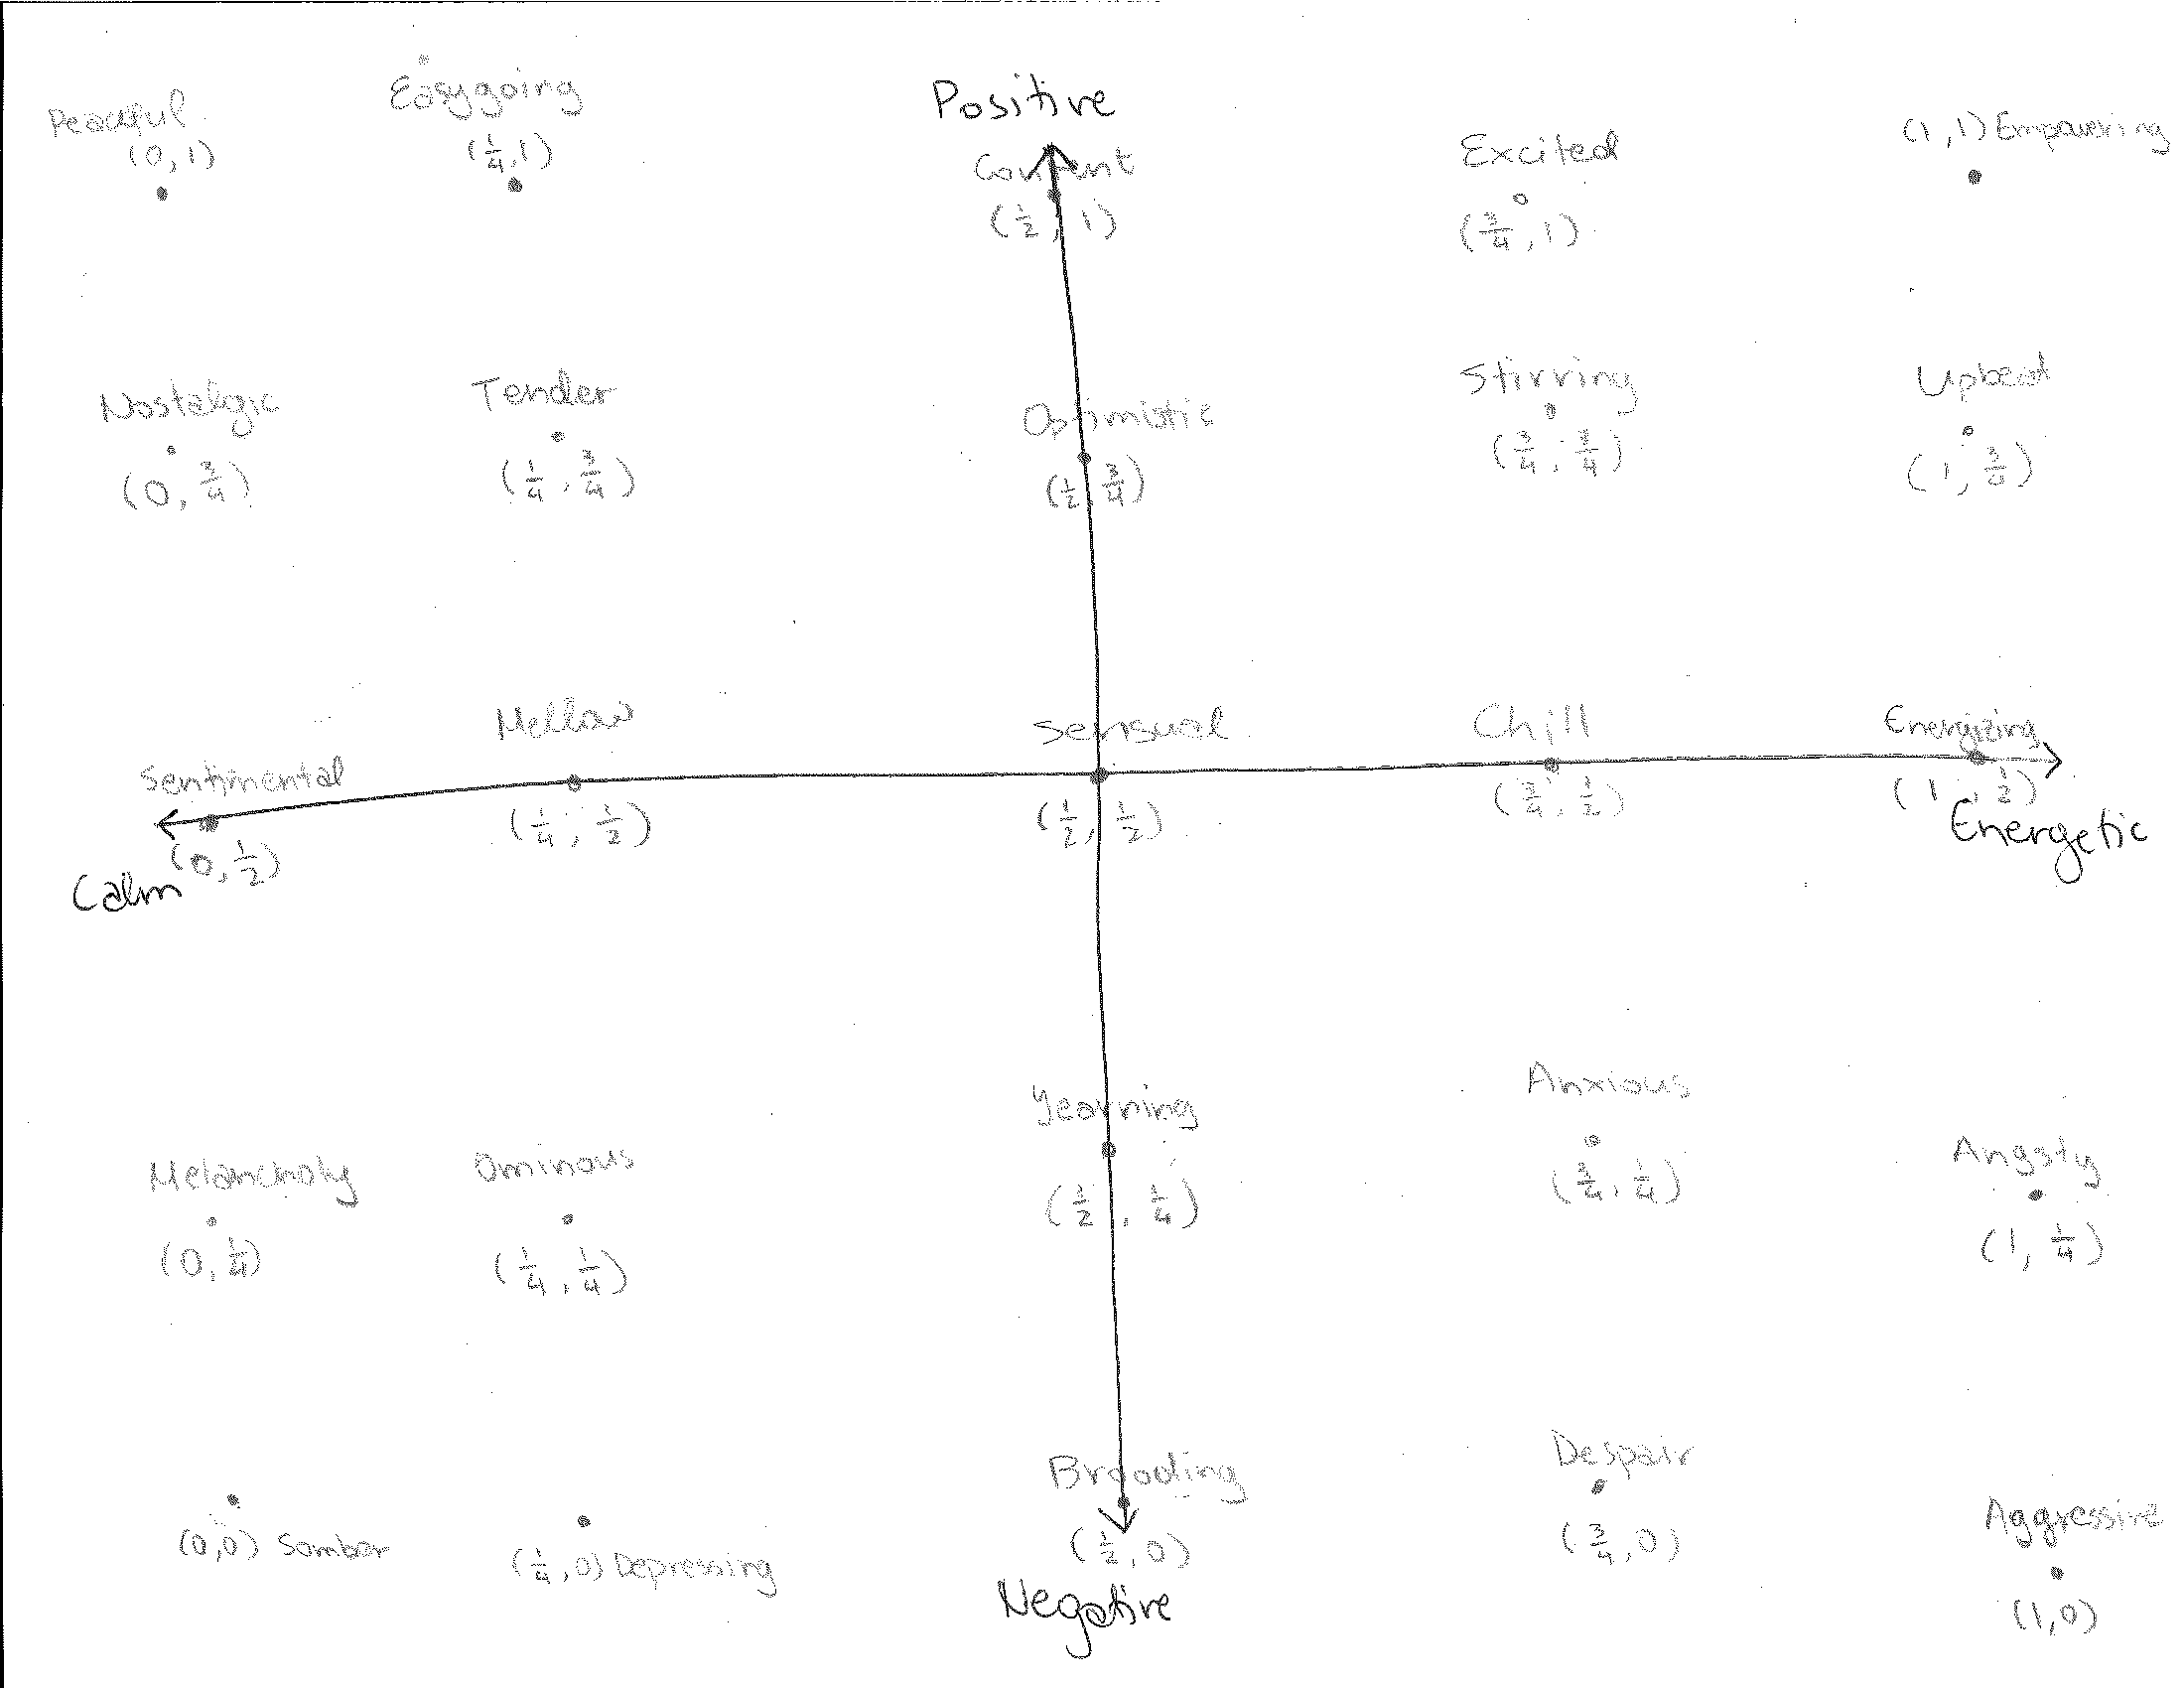 Positive
Peaceful
(0,1)
Easygoing
(1/4,1)
Content
(1/2, 1)
Excited
(3/4,1)
(1,1) Empowering
Nostalgic
(0, 3/4)
Tender
(1/4, 3/4)
Optimistic
(1/2, 3/4)
Stirring
(3/4, 3/4)
Upbeat
Sentimental
(0, 1/2)
Calm
Mellow
(1/4, 1/2)
Sensual
(1/2, 1/2)
Chill
(3/4, 1/2)
Energizing
(1, 1/2)
Energetic
Melancholy
(0, 1/4)
Ominous
(1/4, 1/4)
Yearning
(1/2, 1/4)
Anxious
(3/4, 1/4)
Angsty
(1, 1/4)
(0,0) Somber
(1/4,0) Depressing
Brooding
(1/2,0)
Despair
(3/4,0)
Aggressive
(1,0)
Negative